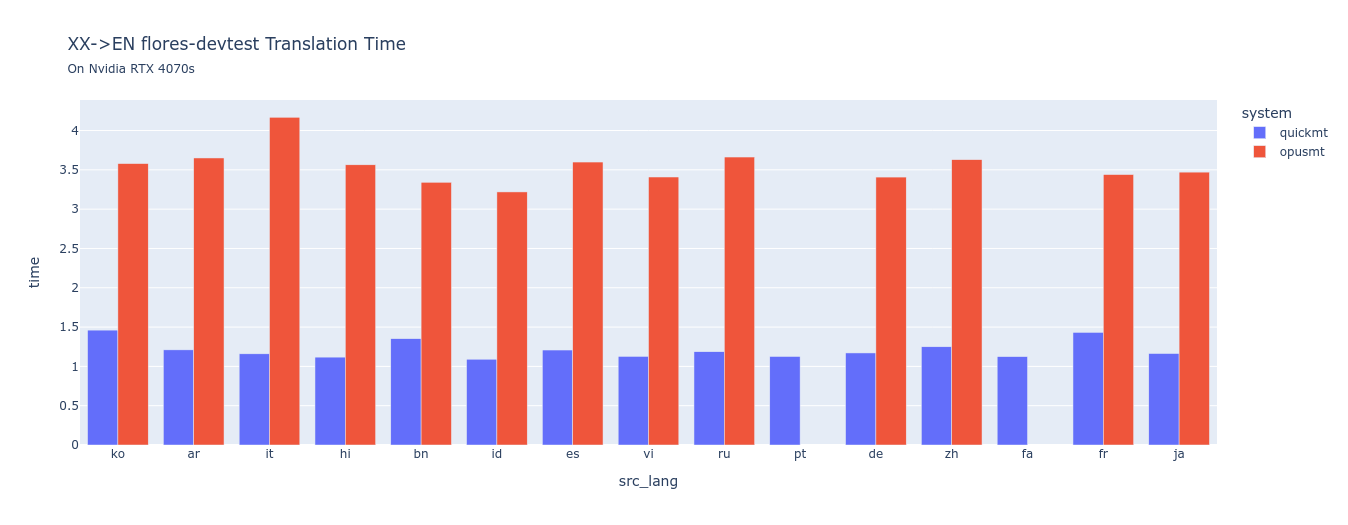 XX->EN flores-devtest Translation Time
On Nvidia RTX 4070s
system
quickmt
opusmt
4
3.5
3
2.5
2
1.5
1
0.5
0
time
ko ar it hi bn id es vi ru pt de zh fa fr ja
src_lang